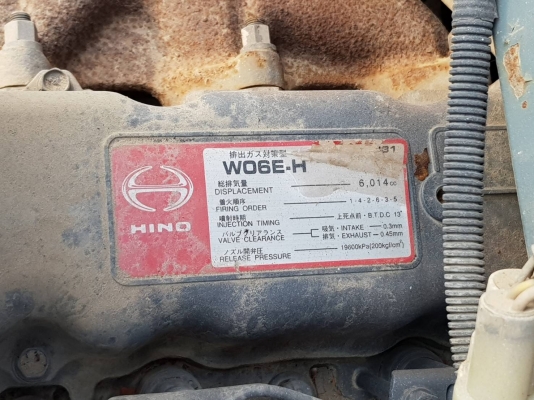 排出ガス対策型
W06E-H
HINO
総排気量
DISPLACEMENT 6,014cc
着火順序
FIRING ORDER 1-4-2-6-3-5
噴射時期
INJECTION TIMING 上死点前・B.T.D.C 13°
バルブクリアランス
VALVE CLEARANCE
吸気・INTAKE — 0.3mm
排気・EXHAUST — 0.45mm
ノズル開弁圧
RELEASE PRESSURE 19600kPa(200kgf/cm²)